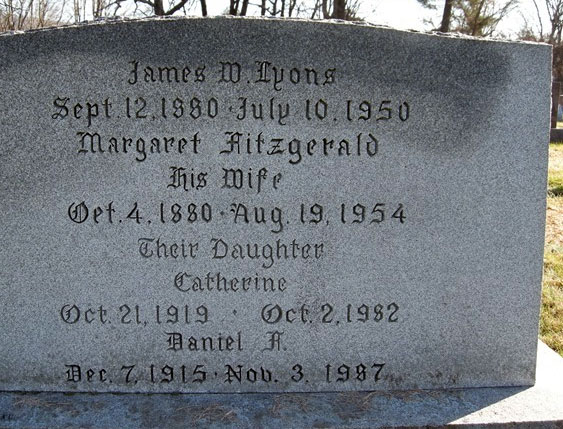 James W. Lyons
Sept. 12, 1880 · July 10, 1950
Margaret Fitzgerald
His Wife
Oct. 4, 1880 · Aug. 19, 1954
Their Daughter
Catherine
Oct. 21, 1919 · Oct. 2, 1982
Daniel F.
Dec. 7, 1915 · Nov. 3, 1987